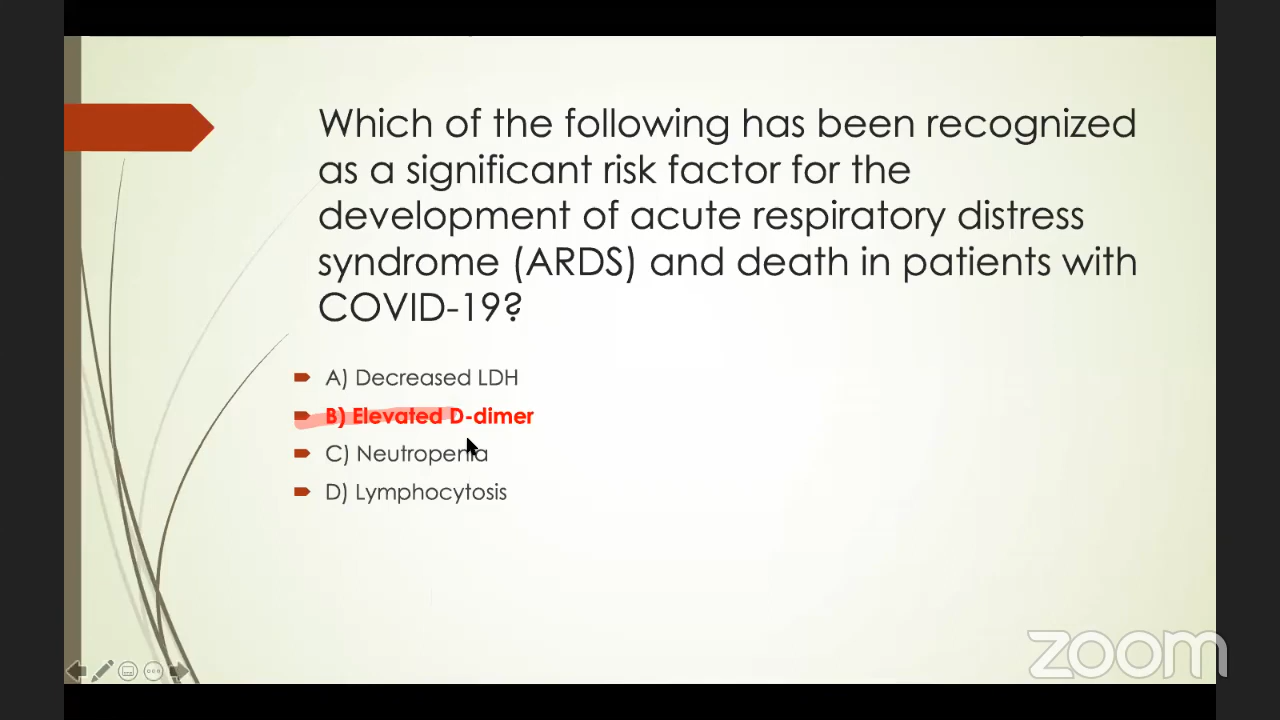 Which of the following has been recognized
as a significant risk factor for the
development of acute respiratory distress
syndrome (ARDS) and death in patients with
COVID-19?
A) Decreased LDH
B) Elevated D-dimer
C) Neutropenia
D) Lymphocytosis
zoom